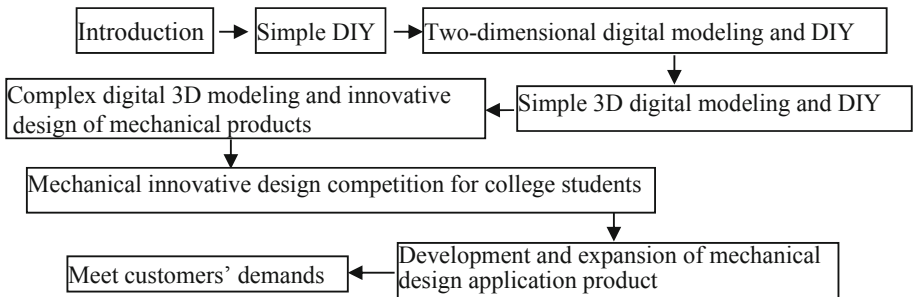 Introduction
Simple DIY
Two-dimensional digital modeling and DIY
Simple 3D digital modeling and DIY
Complex digital 3D modeling and innovative
design of mechanical products
Mechanical innovative design competition for college students
Development and expansion of mechanical
design application product
Meet customers’ demands